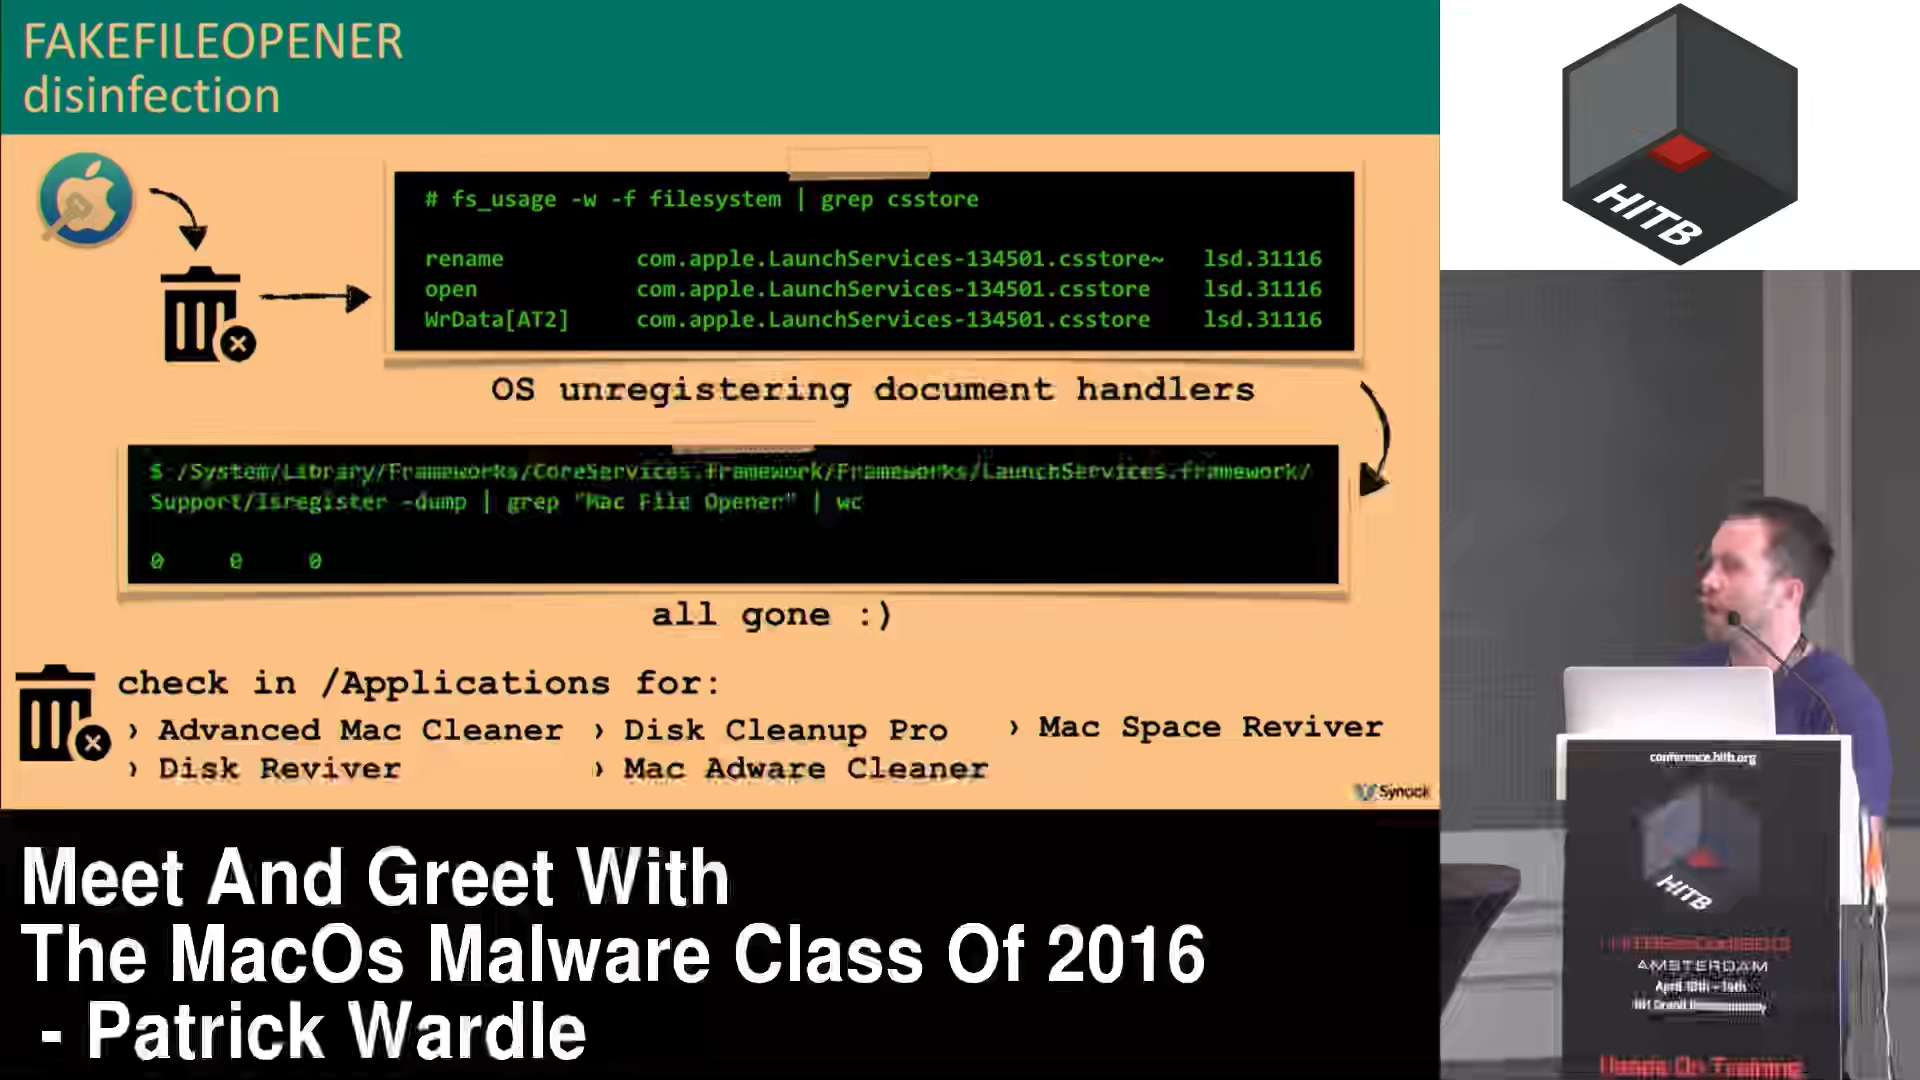 FAKEFILEOPENER
disinfection
# fs_usage -w -f filesystem | grep csstore
rename com.apple.LaunchServices-134501.csstore~ lsd.31116
open com.apple.LaunchServices-134501.csstore lsd.31116
WrData[AT2] com.apple.LaunchServices-134501.csstore lsd.31116
OS unregistering document handlers
$ /System/Library/Frameworks/CoreServices.framework/Frameworks/LaunchServices.framework/
Support/lsregister -dump | grep "Mac File Opener" | wc
0 0 0
all gone :)
check in /Applications for:
› Advanced Mac Cleaner › Disk Cleanup Pro › Mac Space Reviver
› Disk Reviver › Mac Adware Cleaner
Synack
Meet And Greet With
The MacOs Malware Class Of 2016
- Patrick Wardle
HITB
conference.hitb.org
HITB
AMSTERDAM
Hands On Training